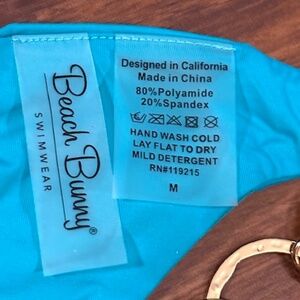 Beach Bunny®
SWIMWEAR
Designed in California
Made in China
80%Polyamide
20%Spandex
HAND WASH COLD
LAY FLAT TO DRY
MILD DETERGENT
RN#119215
M